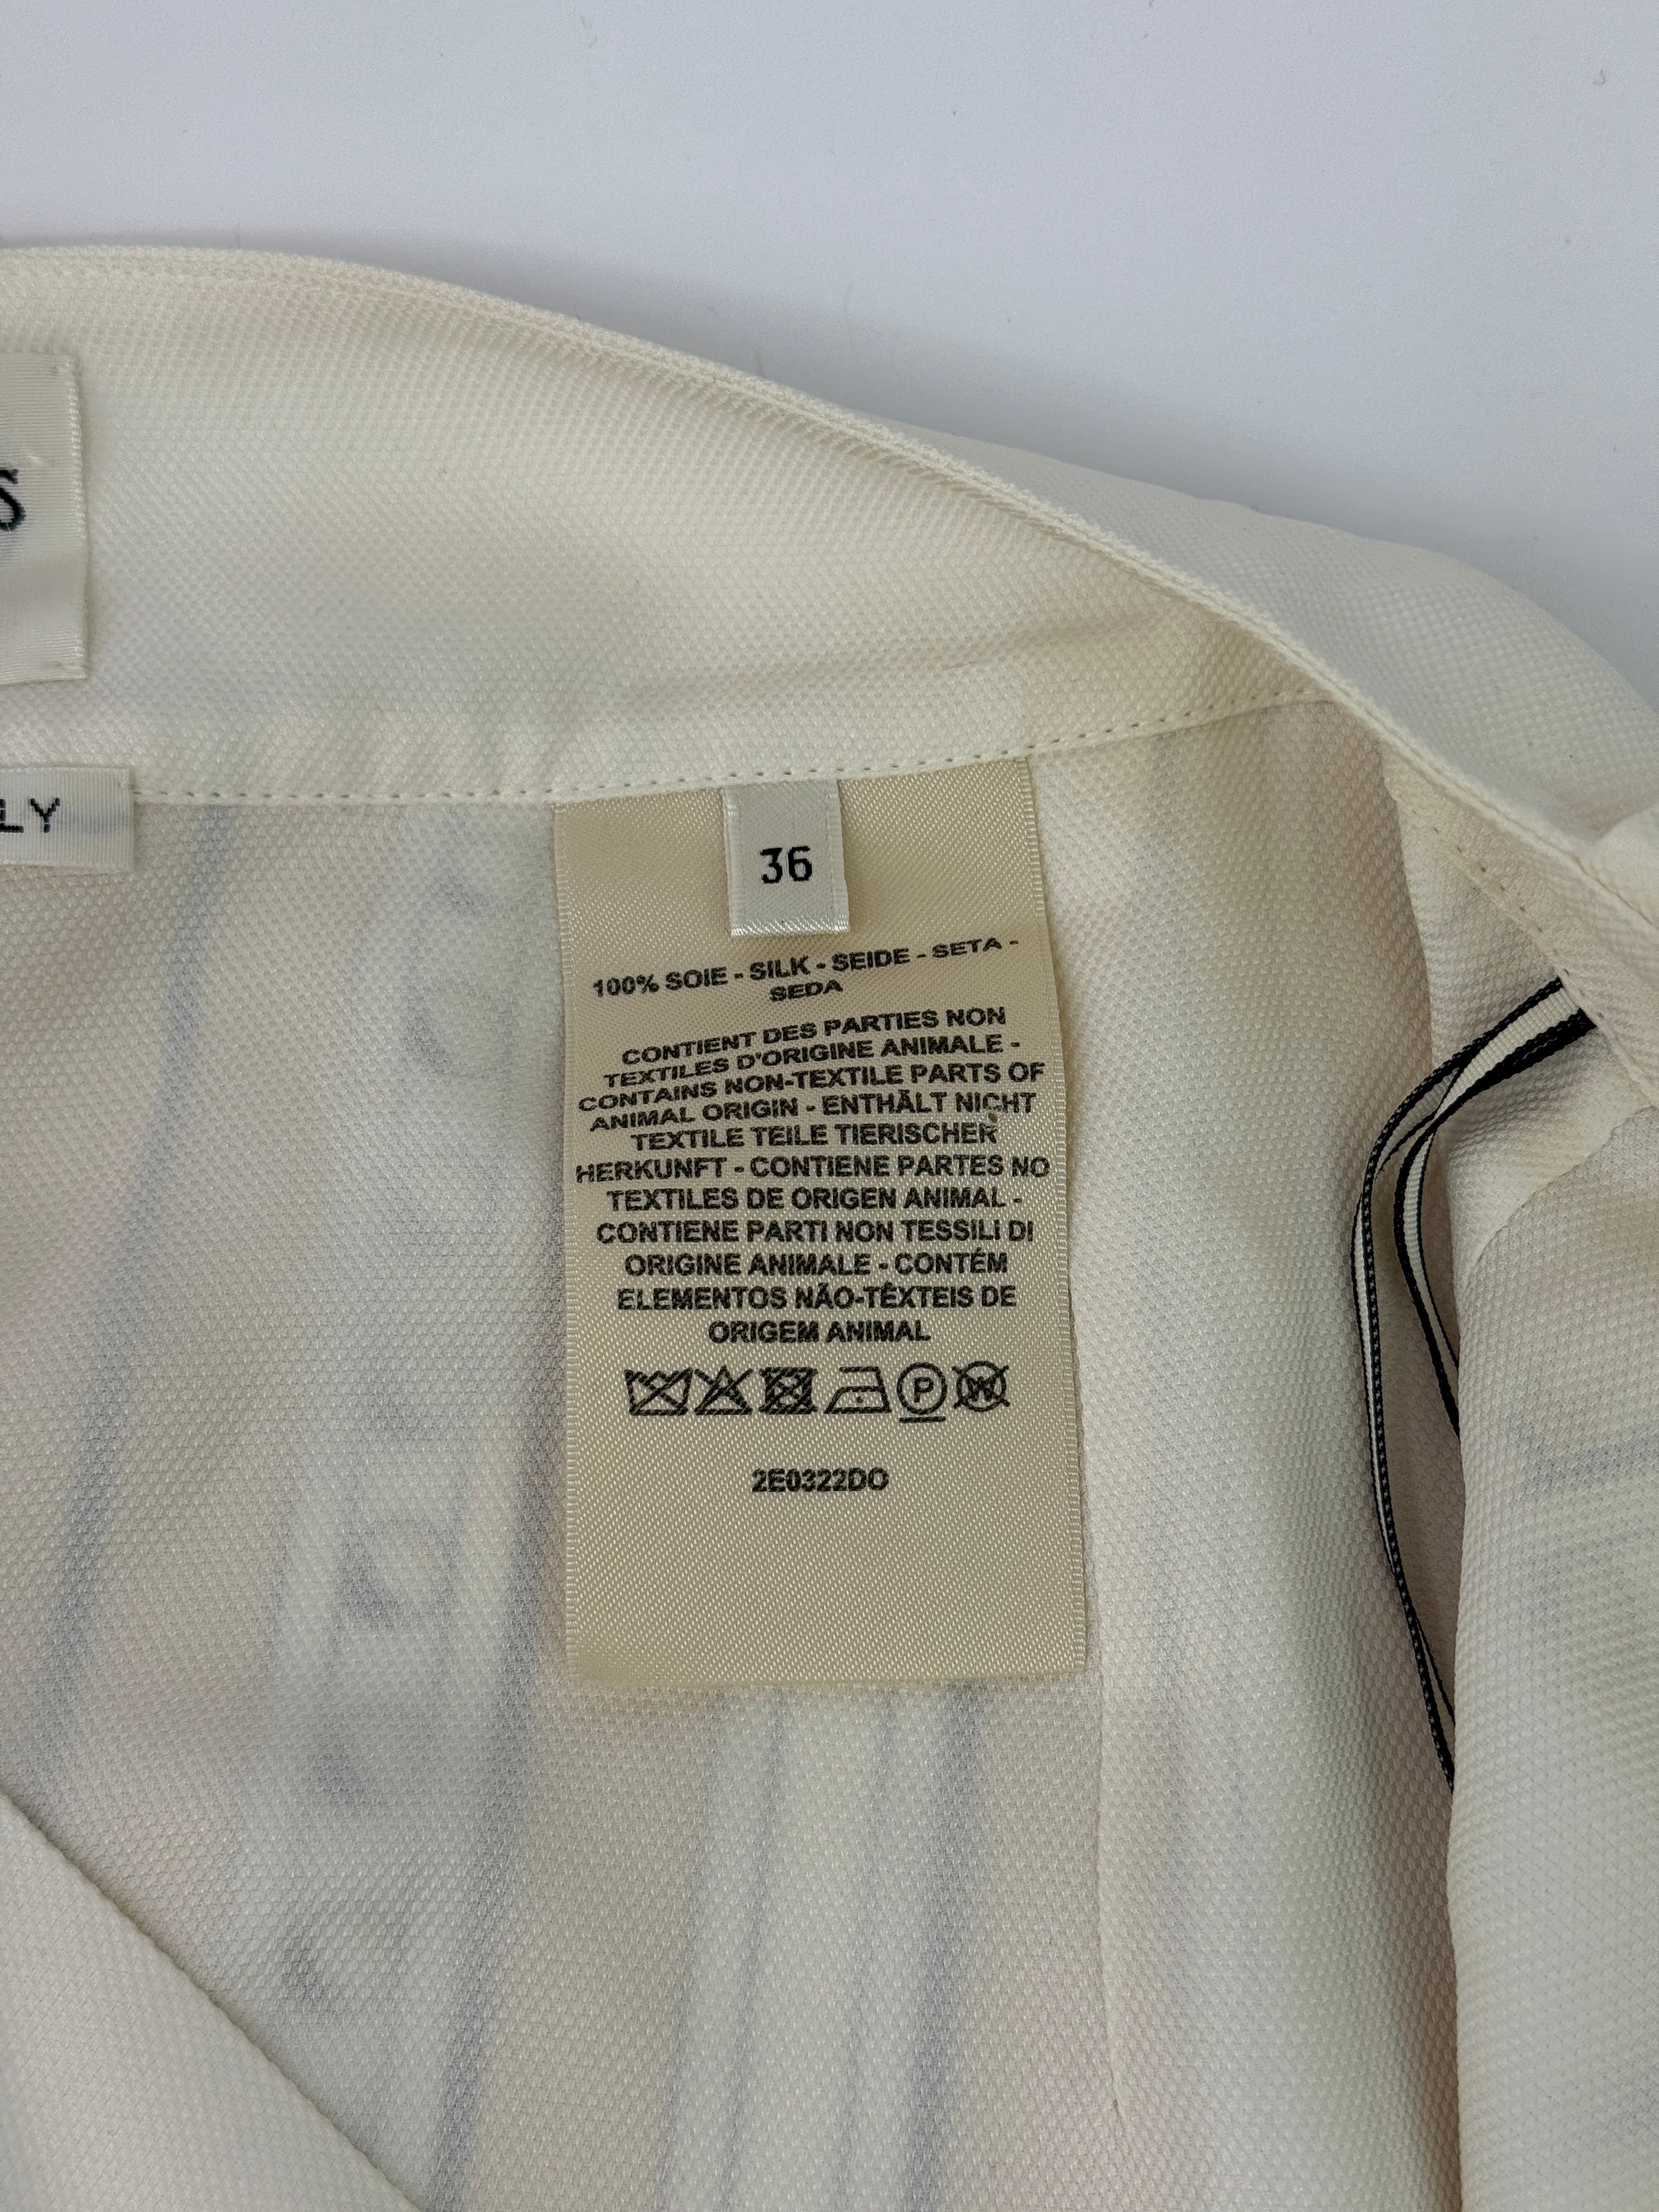 S
LY
36
100% SOIE - SILK - SEIDE - SETA -
SEDA
CONTIENT DES PARTIES NON
TEXTILES D'ORIGINE ANIMALE -
CONTAINS NON-TEXTILE PARTS OF
ANIMAL ORIGIN - ENTHÄLT NICHT
TEXTILE TEILE TIERISCHER
HERKUNFT - CONTIENE PARTES NO
TEXTILES DE ORIGEN ANIMAL -
CONTIENE PARTI NON TESSILI DI
ORIGINE ANIMALE - CONTÉM
ELEMENTOS NÃO-TÊXTEIS DE
ORIGEM ANIMAL
P W
2E0322DO